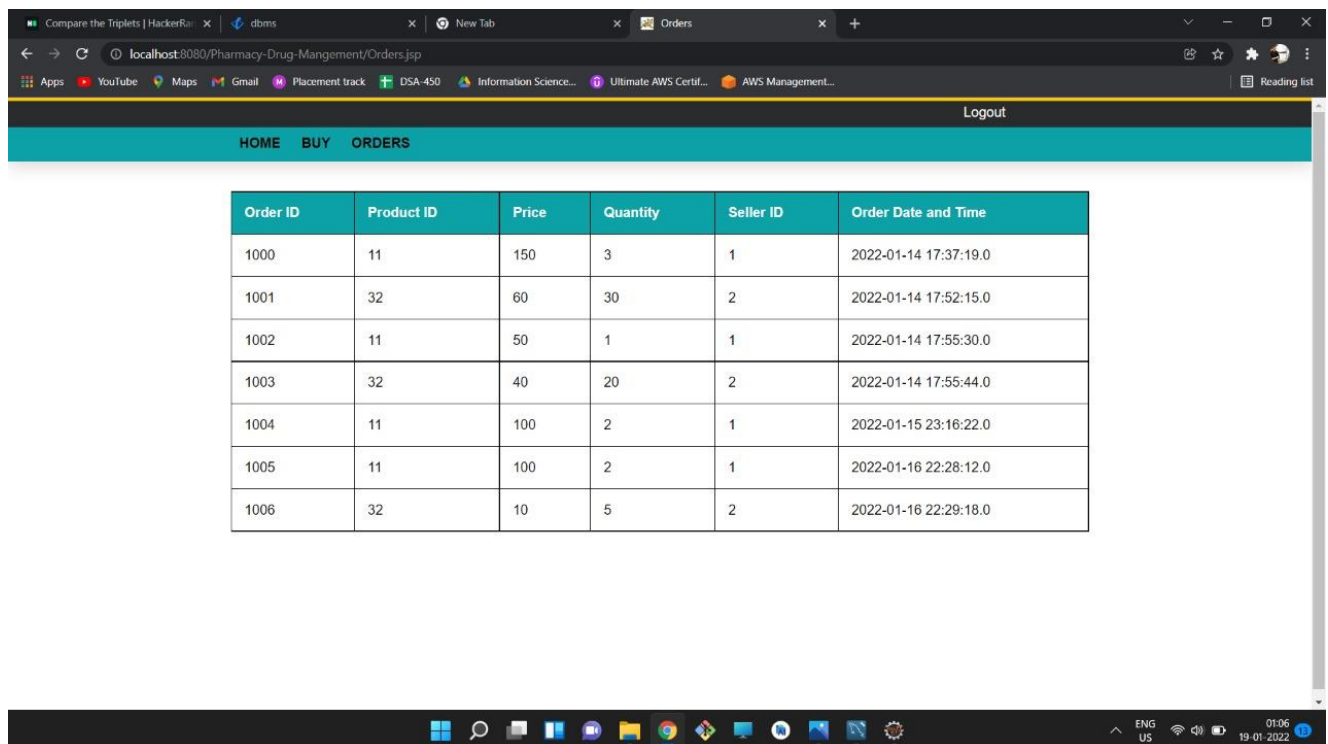 Compare the Triplets | HackerRan dbms New Tab Orders
localhost:8080/Pharmacy-Drug-Mangement/Orders.jsp
Apps YouTube Maps Gmail Placement track DSA-450 Information Science... Ultimate AWS Certif... AWS Management... Reading list
Logout
HOME BUY ORDERS
Order ID Product ID Price Quantity Seller ID Order Date and Time
1000 11 150 3 1 2022-01-14 17:37:19.0
1001 32 60 30 2 2022-01-14 17:52:15.0
1002 11 50 1 1 2022-01-14 17:55:30.0
1003 32 40 20 2 2022-01-14 17:55:44.0
1004 11 100 2 1 2022-01-15 23:16:22.0
1005 11 100 2 1 2022-01-16 22:28:12.0
1006 32 10 5 2 2022-01-16 22:29:18.0
ENG 01:06
US 19-01-2022 13